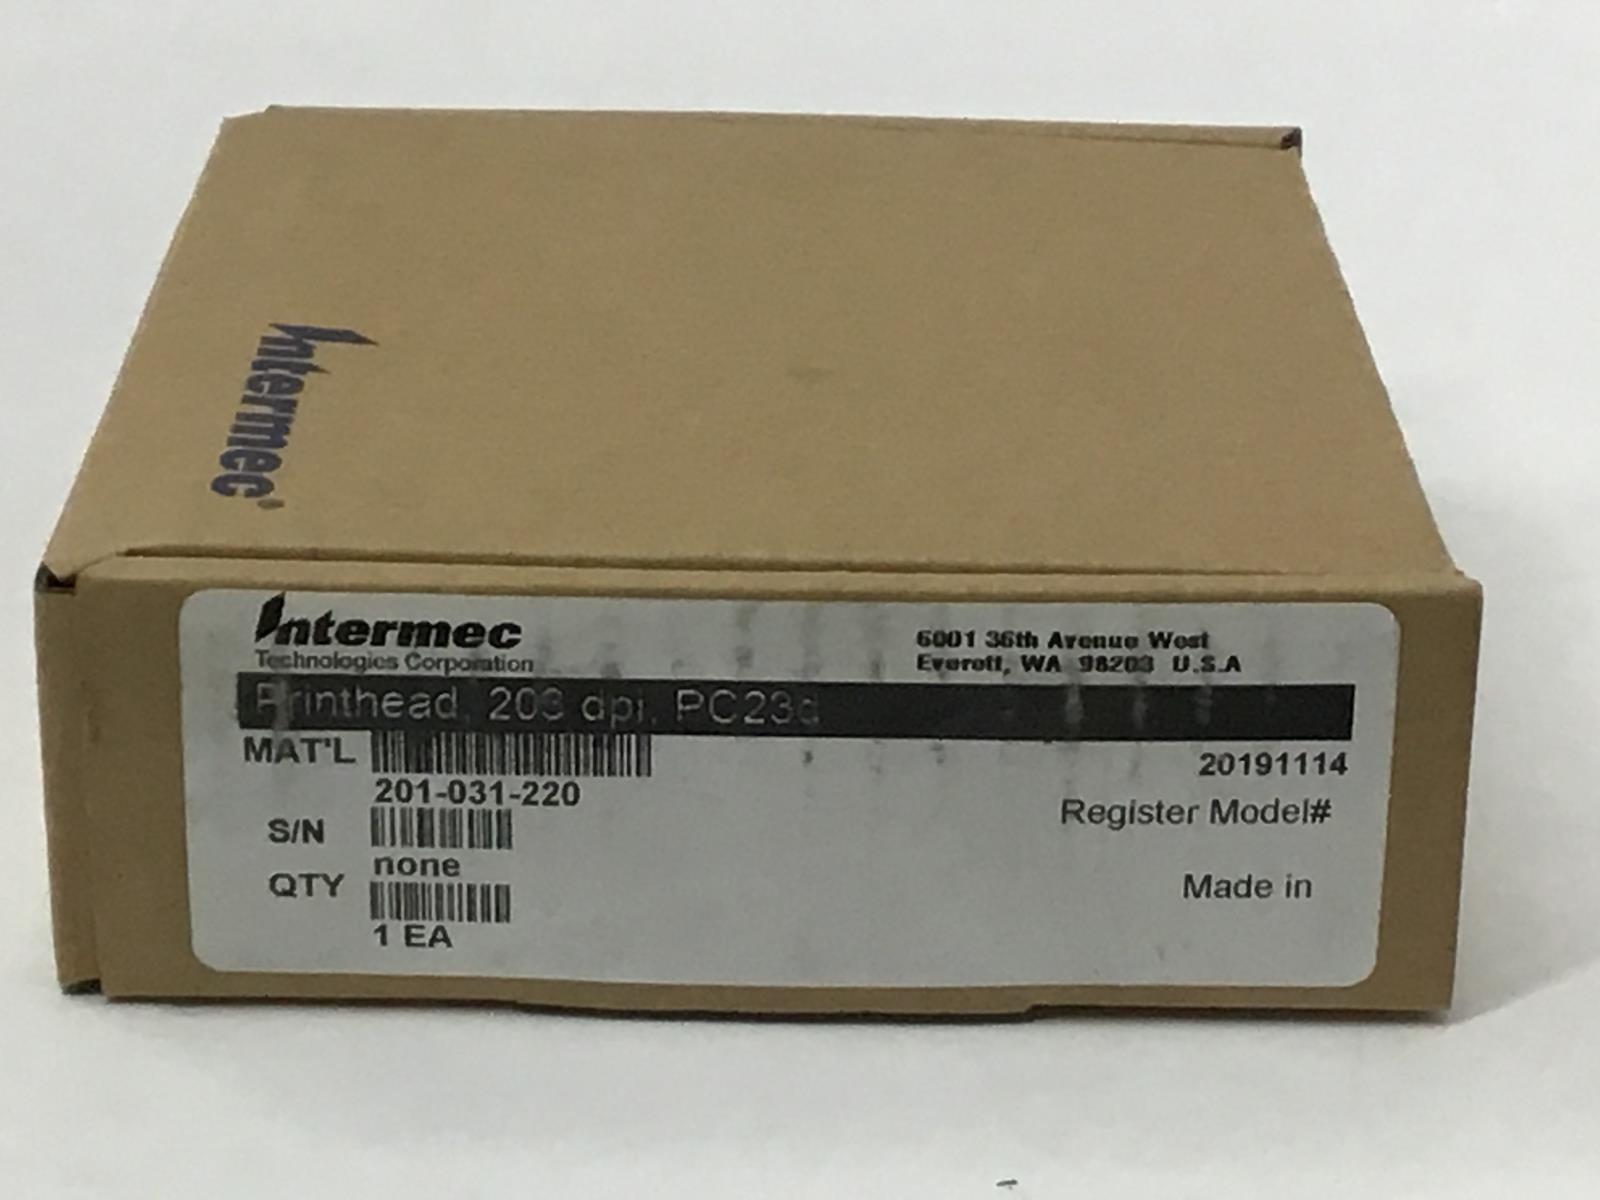 Intermec®
Intermec
Technologies Corporation
6001 36th Avenue West
Everett, WA 98203 U.S.A
Printhead, 203 dpi, PC23d
MAT'L
201-031-220
20191114
Register Model#
S/N
none
QTY
Made in
1 EA